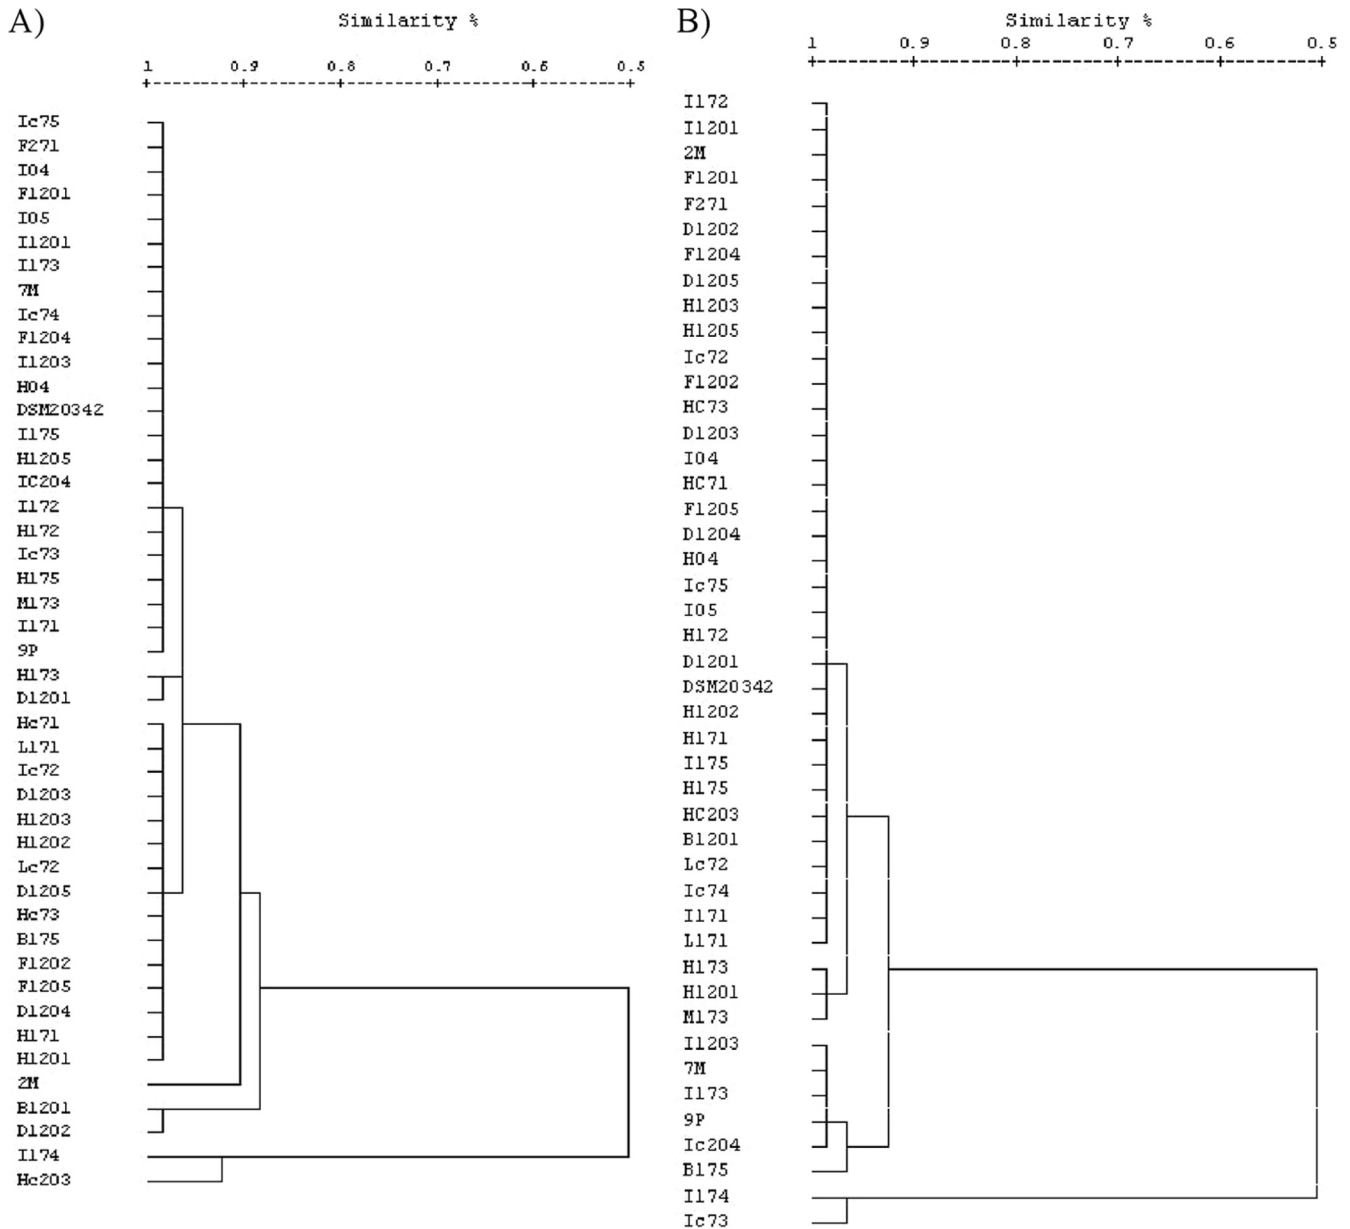 A)
Similarity %
1 0.9 0.8 0.7 0.6 0.5
Ic75
F271
I04
F1201
I05
I1201
I173
7M
Ic74
F1204
I1203
H04
DSM20342
I175
H1205
IC204
I172
H172
Ic73
H175
M173
I171
9P
H173
D1201
Hc71
L171
Ic72
D1203
H1203
H1202
Lc72
D1205
Hc73
B175
F1202
F1205
D1204
H171
H1201
2M
B1201
D1202
I174
Hc203
B)
Similarity %
1 0.9 0.8 0.7 0.6 0.5
I172
I1201
2M
F1201
F271
D1202
F1204
D1205
H1203
H1205
Ic72
F1202
HC73
D1203
I04
HC71
F1205
D1204
H04
Ic75
I05
H172
D1201
DSM20342
H1202
H171
I175
H175
HC203
B1201
Lc72
Ic74
I171
L171
H173
H1201
M173
I1203
7M
I173
9P
Ic204
B175
I174
Ic73